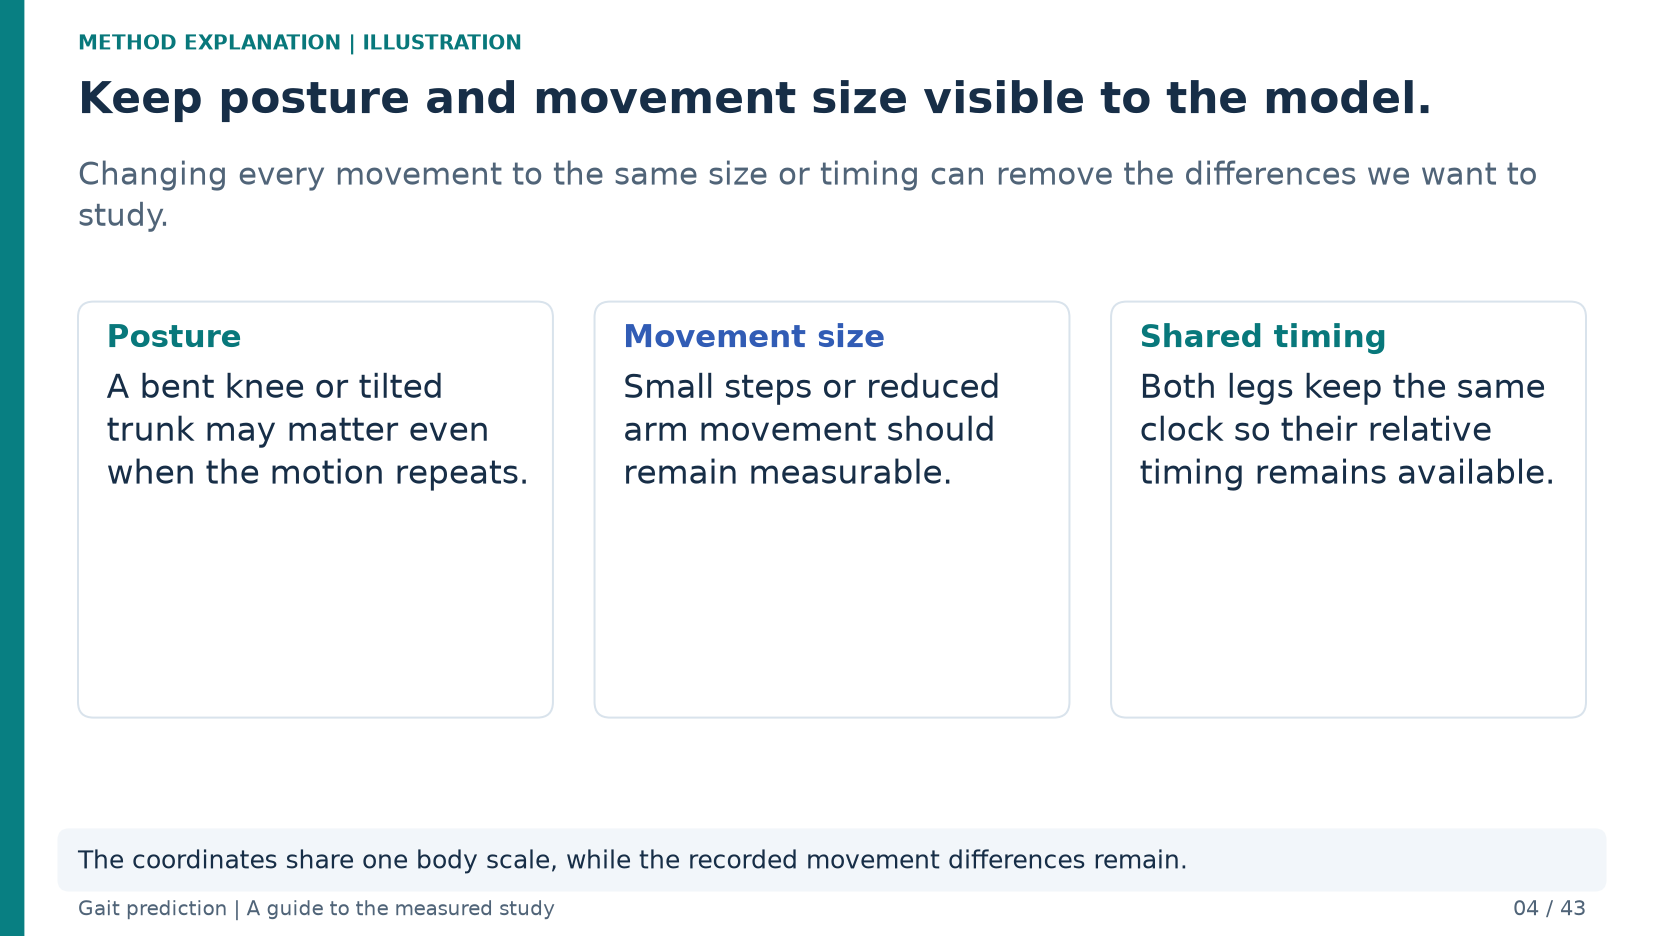 METHOD EXPLANATION | ILLUSTRATION
Keep posture and movement size visible to the model.
Changing every movement to the same size or timing can remove the differences we want to
study.
Posture
A bent knee or tilted
trunk may matter even
when the motion repeats.
Movement size
Small steps or reduced
arm movement should
remain measurable.
Shared timing
Both legs keep the same
clock so their relative
timing remains available.
The coordinates share one body scale, while the recorded movement differences remain.
Gait prediction | A guide to the measured study
04 / 43